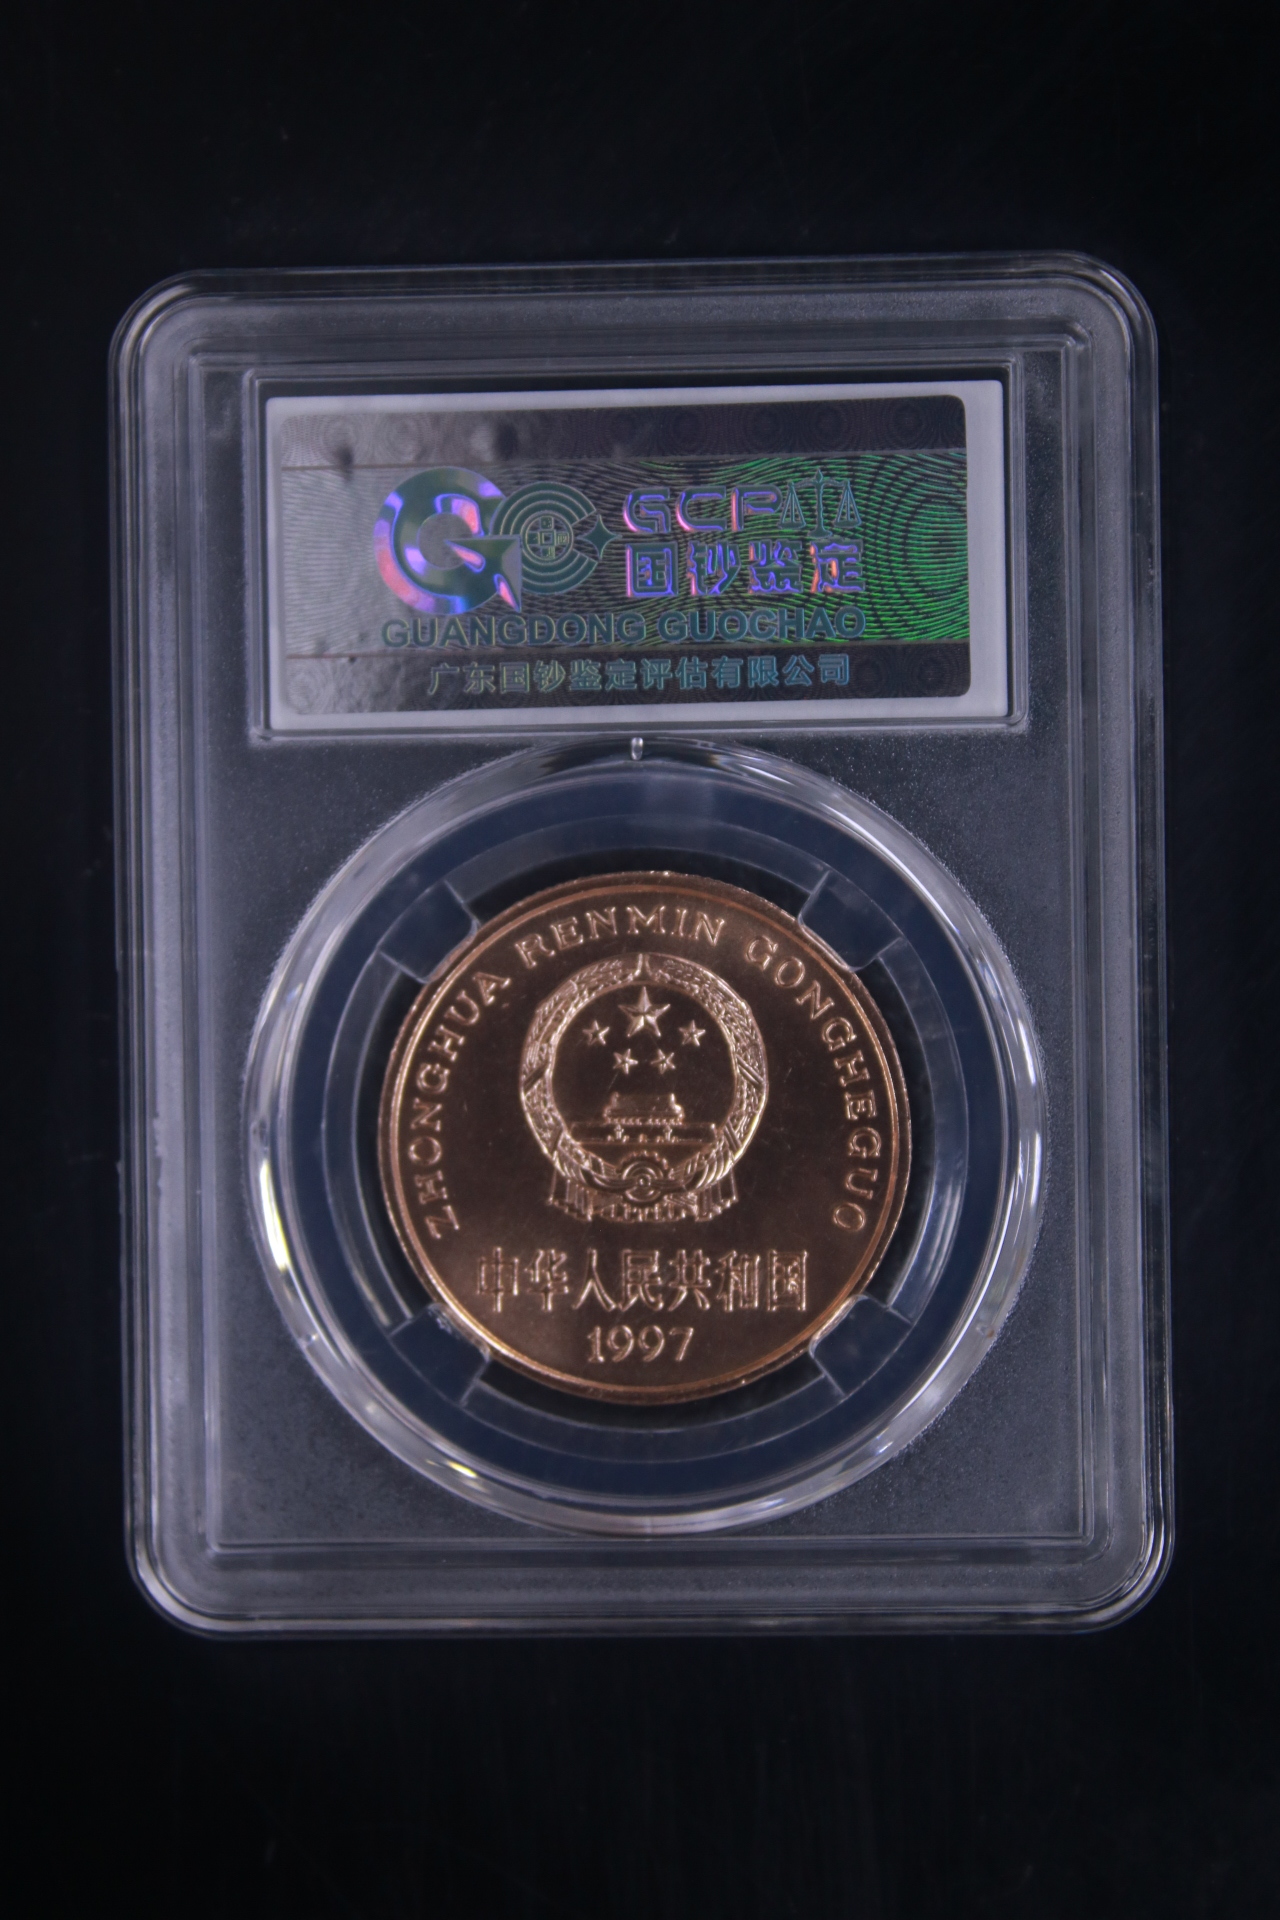 GCP
国钞鉴定
GUANGDONG GUOCHAO
广东国钞鉴定评估有限公司
ZHONGHUA RENMIN GONGHEGUO
中华人民共和国
1997